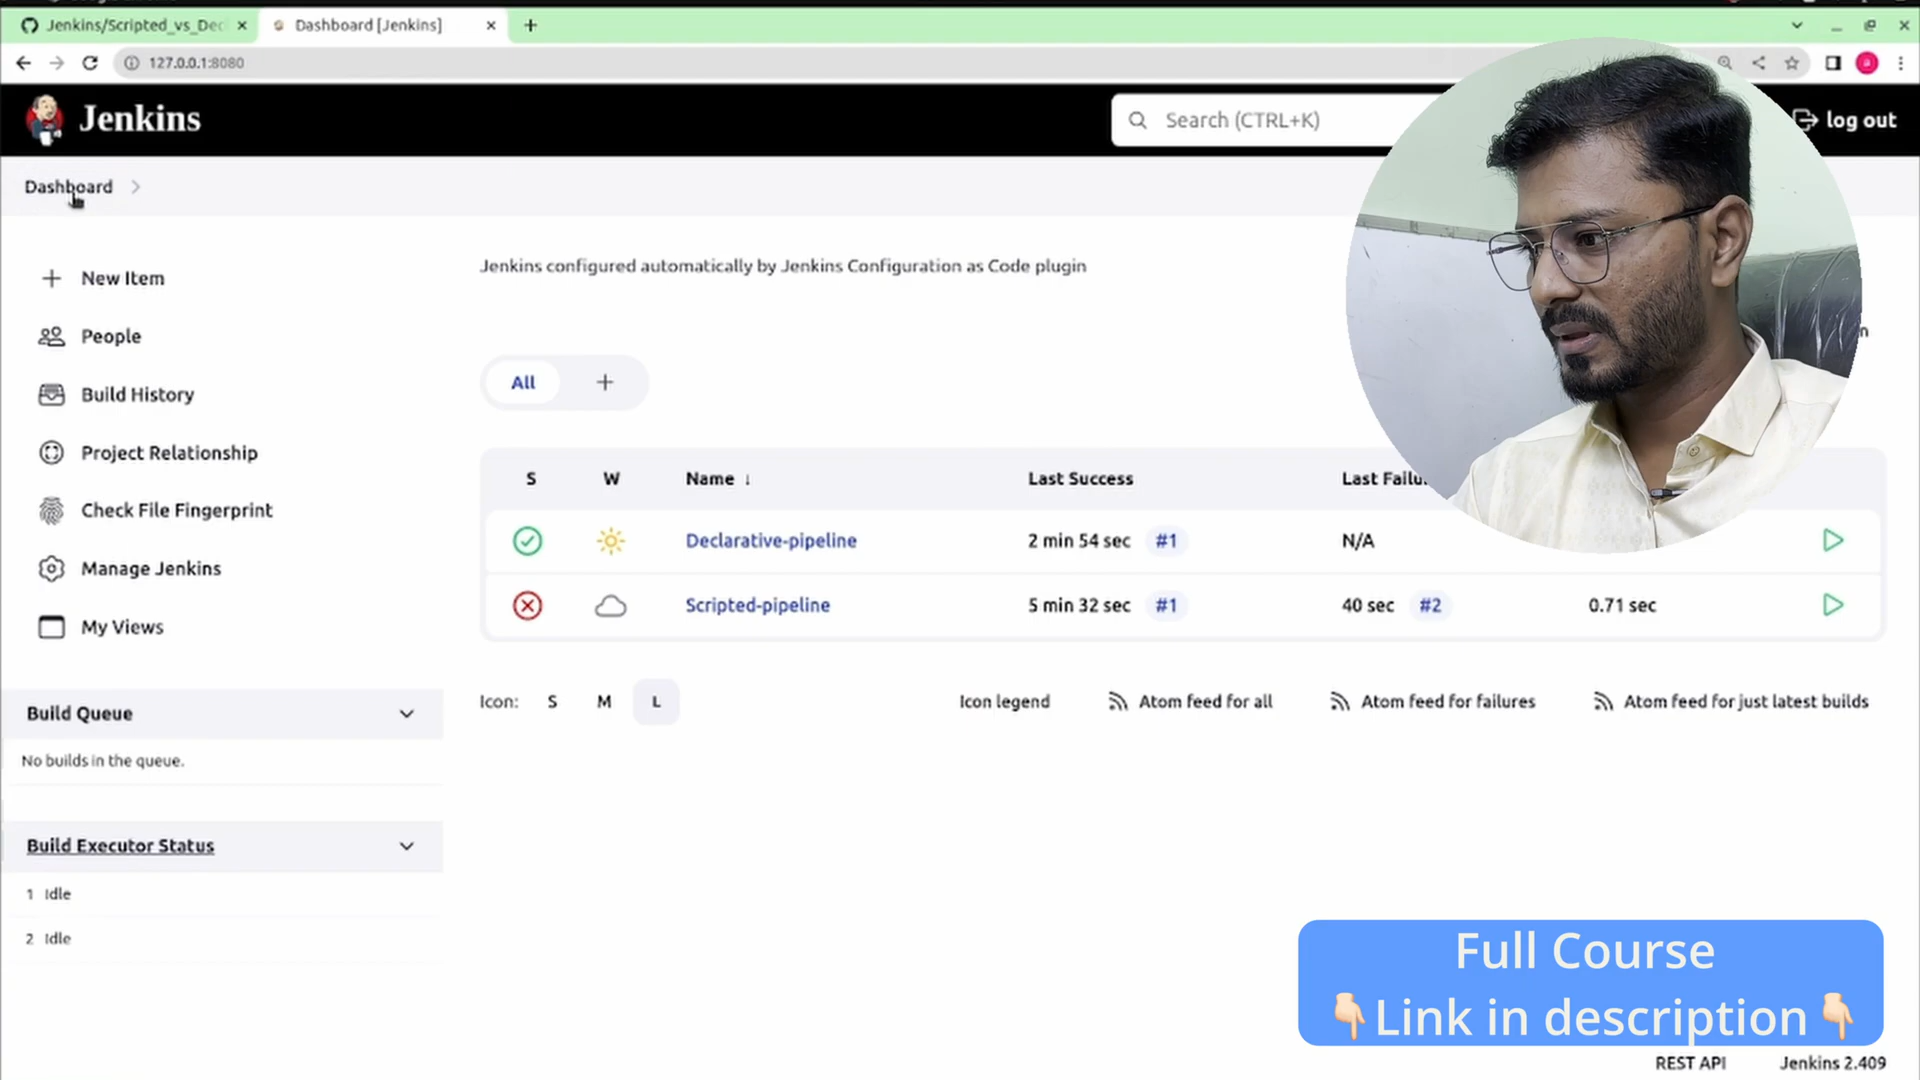 Jenkins/Scripted_vs_Dec
Dashboard [Jenkins]
127.0.0.1:8080
Jenkins
Search (CTRL+K)
log out
Dashboard
New Item
People
Build History
Project Relationship
Check File Fingerprint
Manage Jenkins
My Views
Build Queue
No builds in the queue.
Build Executor Status
1 Idle
2 Idle
Jenkins configured automatically by Jenkins Configuration as Code plugin
All
S W Name ↓ Last Success Last Failu
Declarative-pipeline 2 min 54 sec #1 N/A
Scripted-pipeline 5 min 32 sec #1 40 sec #2 0.71 sec
Icon: S M L
Icon legend
Atom feed for all
Atom feed for failures
Atom feed for just latest builds
Full Course
👇Link in description👇
REST API
Jenkins 2.409